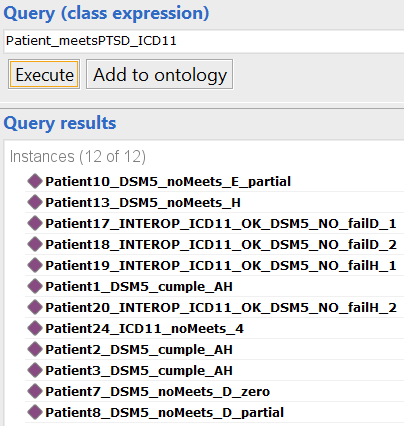 Query (class expression)
Patient_meetsPTSD_ICD11
Execute Add to ontology
Query results
Instances (12 of 12)
Patient10_DSM5_noMeets_E_partial
Patient13_DSM5_noMeets_H
Patient17_INTEROP_ICD11_OK_DSM5_NO_failD_1
Patient18_INTEROP_ICD11_OK_DSM5_NO_failD_2
Patient19_INTEROP_ICD11_OK_DSM5_NO_failH_1
Patient1_DSM5_cumple_AH
Patient20_INTEROP_ICD11_OK_DSM5_NO_failH_2
Patient24_ICD11_noMeets_4
Patient2_DSM5_cumple_AH
Patient3_DSM5_cumple_AH
Patient7_DSM5_noMeets_D_zero
Patient8_DSM5_noMeets_D_partial